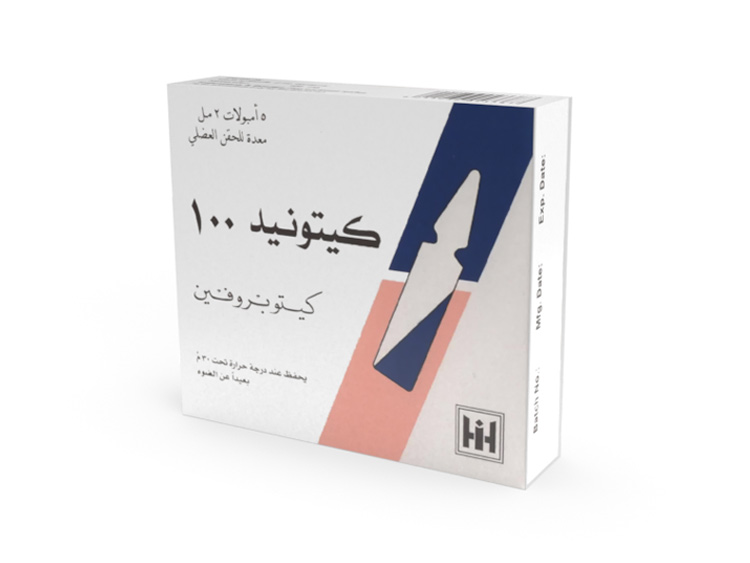 ٥ أمبولات ٢ مل
معدة للحقن العضلي
كيتونيد ١٠٠
كيتوبروفين
يحفظ عند درجة حرارة تحت ٣٠ م
بعيداً عن الضوء
Exp. Date:
Mfg. Date:
Batch No.: